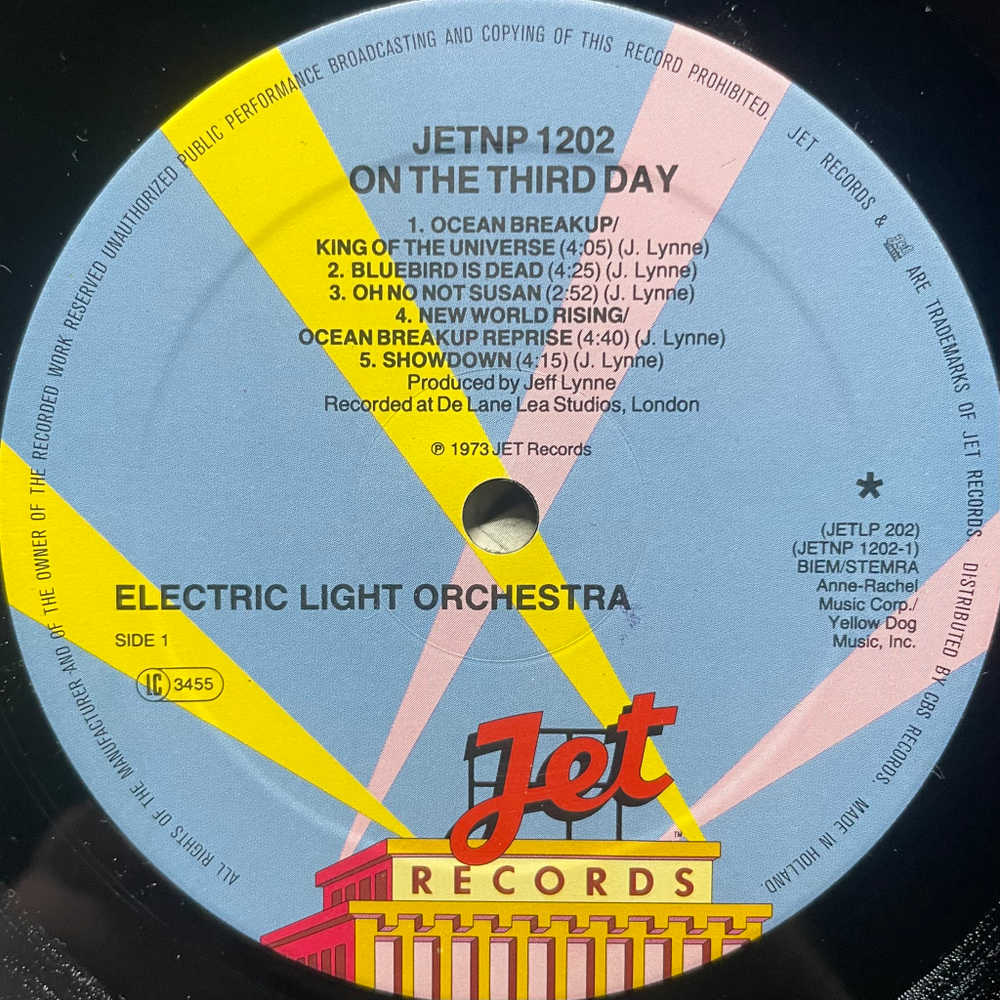 JETNP 1202
ON THE THIRD DAY
1. OCEAN BREAKUP/
KING OF THE UNIVERSE (4:05) (J. Lynne)
2. BLUEBIRD IS DEAD (4:25) (J. Lynne)
3. OH NO NOT SUSAN (2:52) (J. Lynne)
4. NEW WORLD RISING/
OCEAN BREAKUP REPRISE (4:40) (J. Lynne)
5. SHOWDOWN (4:15) (J. Lynne)
Produced by Jeff Lynne
Recorded at De Lane Lea Studios, London
℗ 1973 JET Records
*
(JETLP 202)
(JETNP 1202-1)
BIEM/STEMRA
Anne-Rachel
Music Corp./
Yellow Dog
Music, Inc.
ELECTRIC LIGHT ORCHESTRA
SIDE 1
LC 3455
Jet
TM
RECORDS
ALL RIGHTS OF THE MANUFACTURER AND OF THE OWNER OF THE RECORDED WORK RESERVED UNAUTHORIZED PUBLIC PERFORMANCE BROADCASTING AND COPYING OF THIS RECORD PROHIBITED. JET RECORDS & Jet RECORDS ARE TRADEMARKS OF JET RECORDS. DISTRIBUTED BY CBS RECORDS. MADE IN HOLLAND.